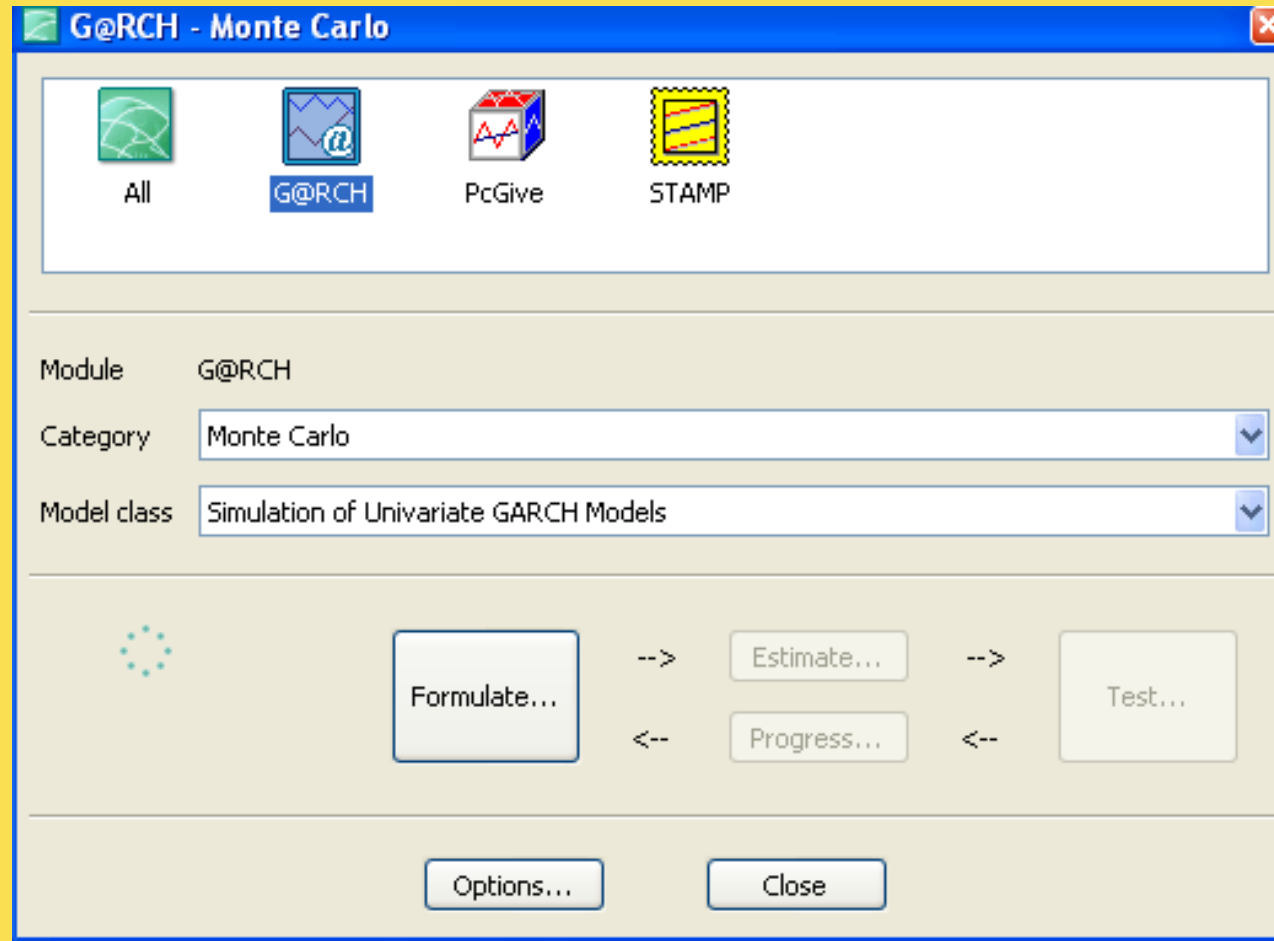 G@RCH - Monte Carlo
All G@RCH PcGive STAMP
Module G@RCH
Category Monte Carlo
Model class Simulation of Univariate GARCH Models
Formulate... --> Estimate... --> Test...
<-- Progress... <--
Options... Close